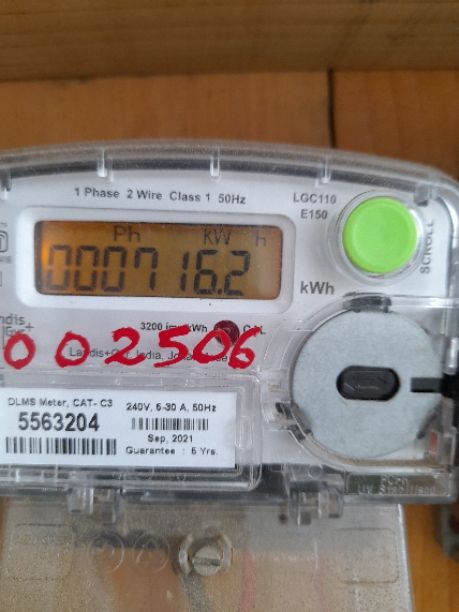 1 Phase 2 Wire Class 1 50Hz
LGC110
E150
SCROLL
Ph kW h
000716.2
kWh
3200 imp/kWh CAL
002506
DLMS Meter, CAT- C3
5563204
240V, 5-30 A, 50Hz
Sep, 2021
Guarantee : 5 Yrs.